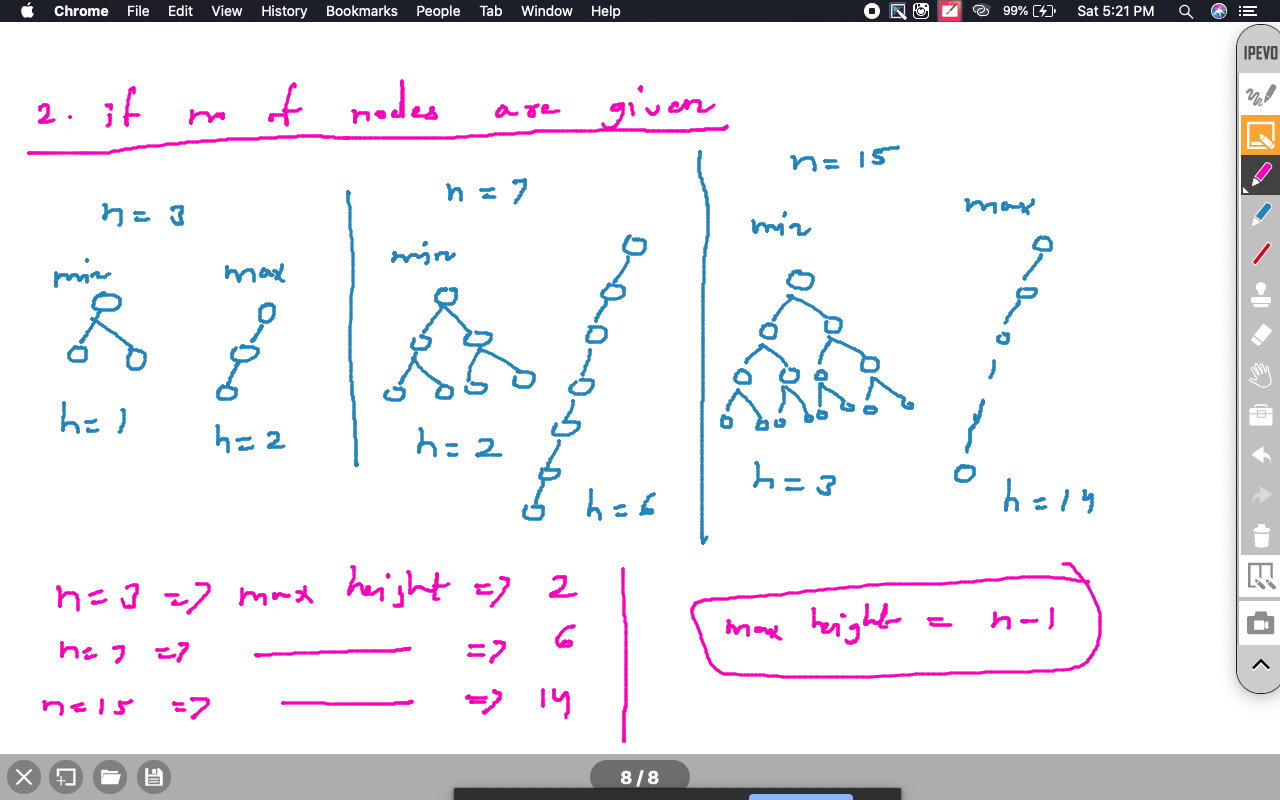 Chrome File Edit View History Bookmarks People Tab Window Help 99% Sat 5:21 PM
IPEVO
2. if n of nodes are given
n = 3
min max
h = 1
h = 2
n = 7
min
h = 2
h = 6
n = 15
min max
h = 3
h = 14
n = 3 => max height => 2
n = 7 => => 6
n = 15 => => 14
max height = n - 1
8 / 8